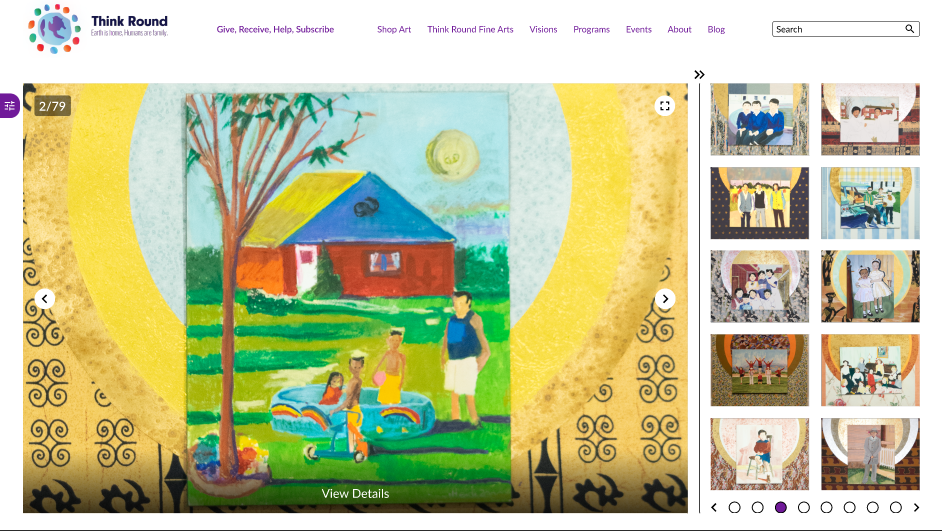 Think Round
Earth is home. Humans are family.
Give, Receive, Help, Subscribe
Shop Art
Think Round Fine Arts
Visions
Programs
Events
About
Blog
Search
2/79
View Details